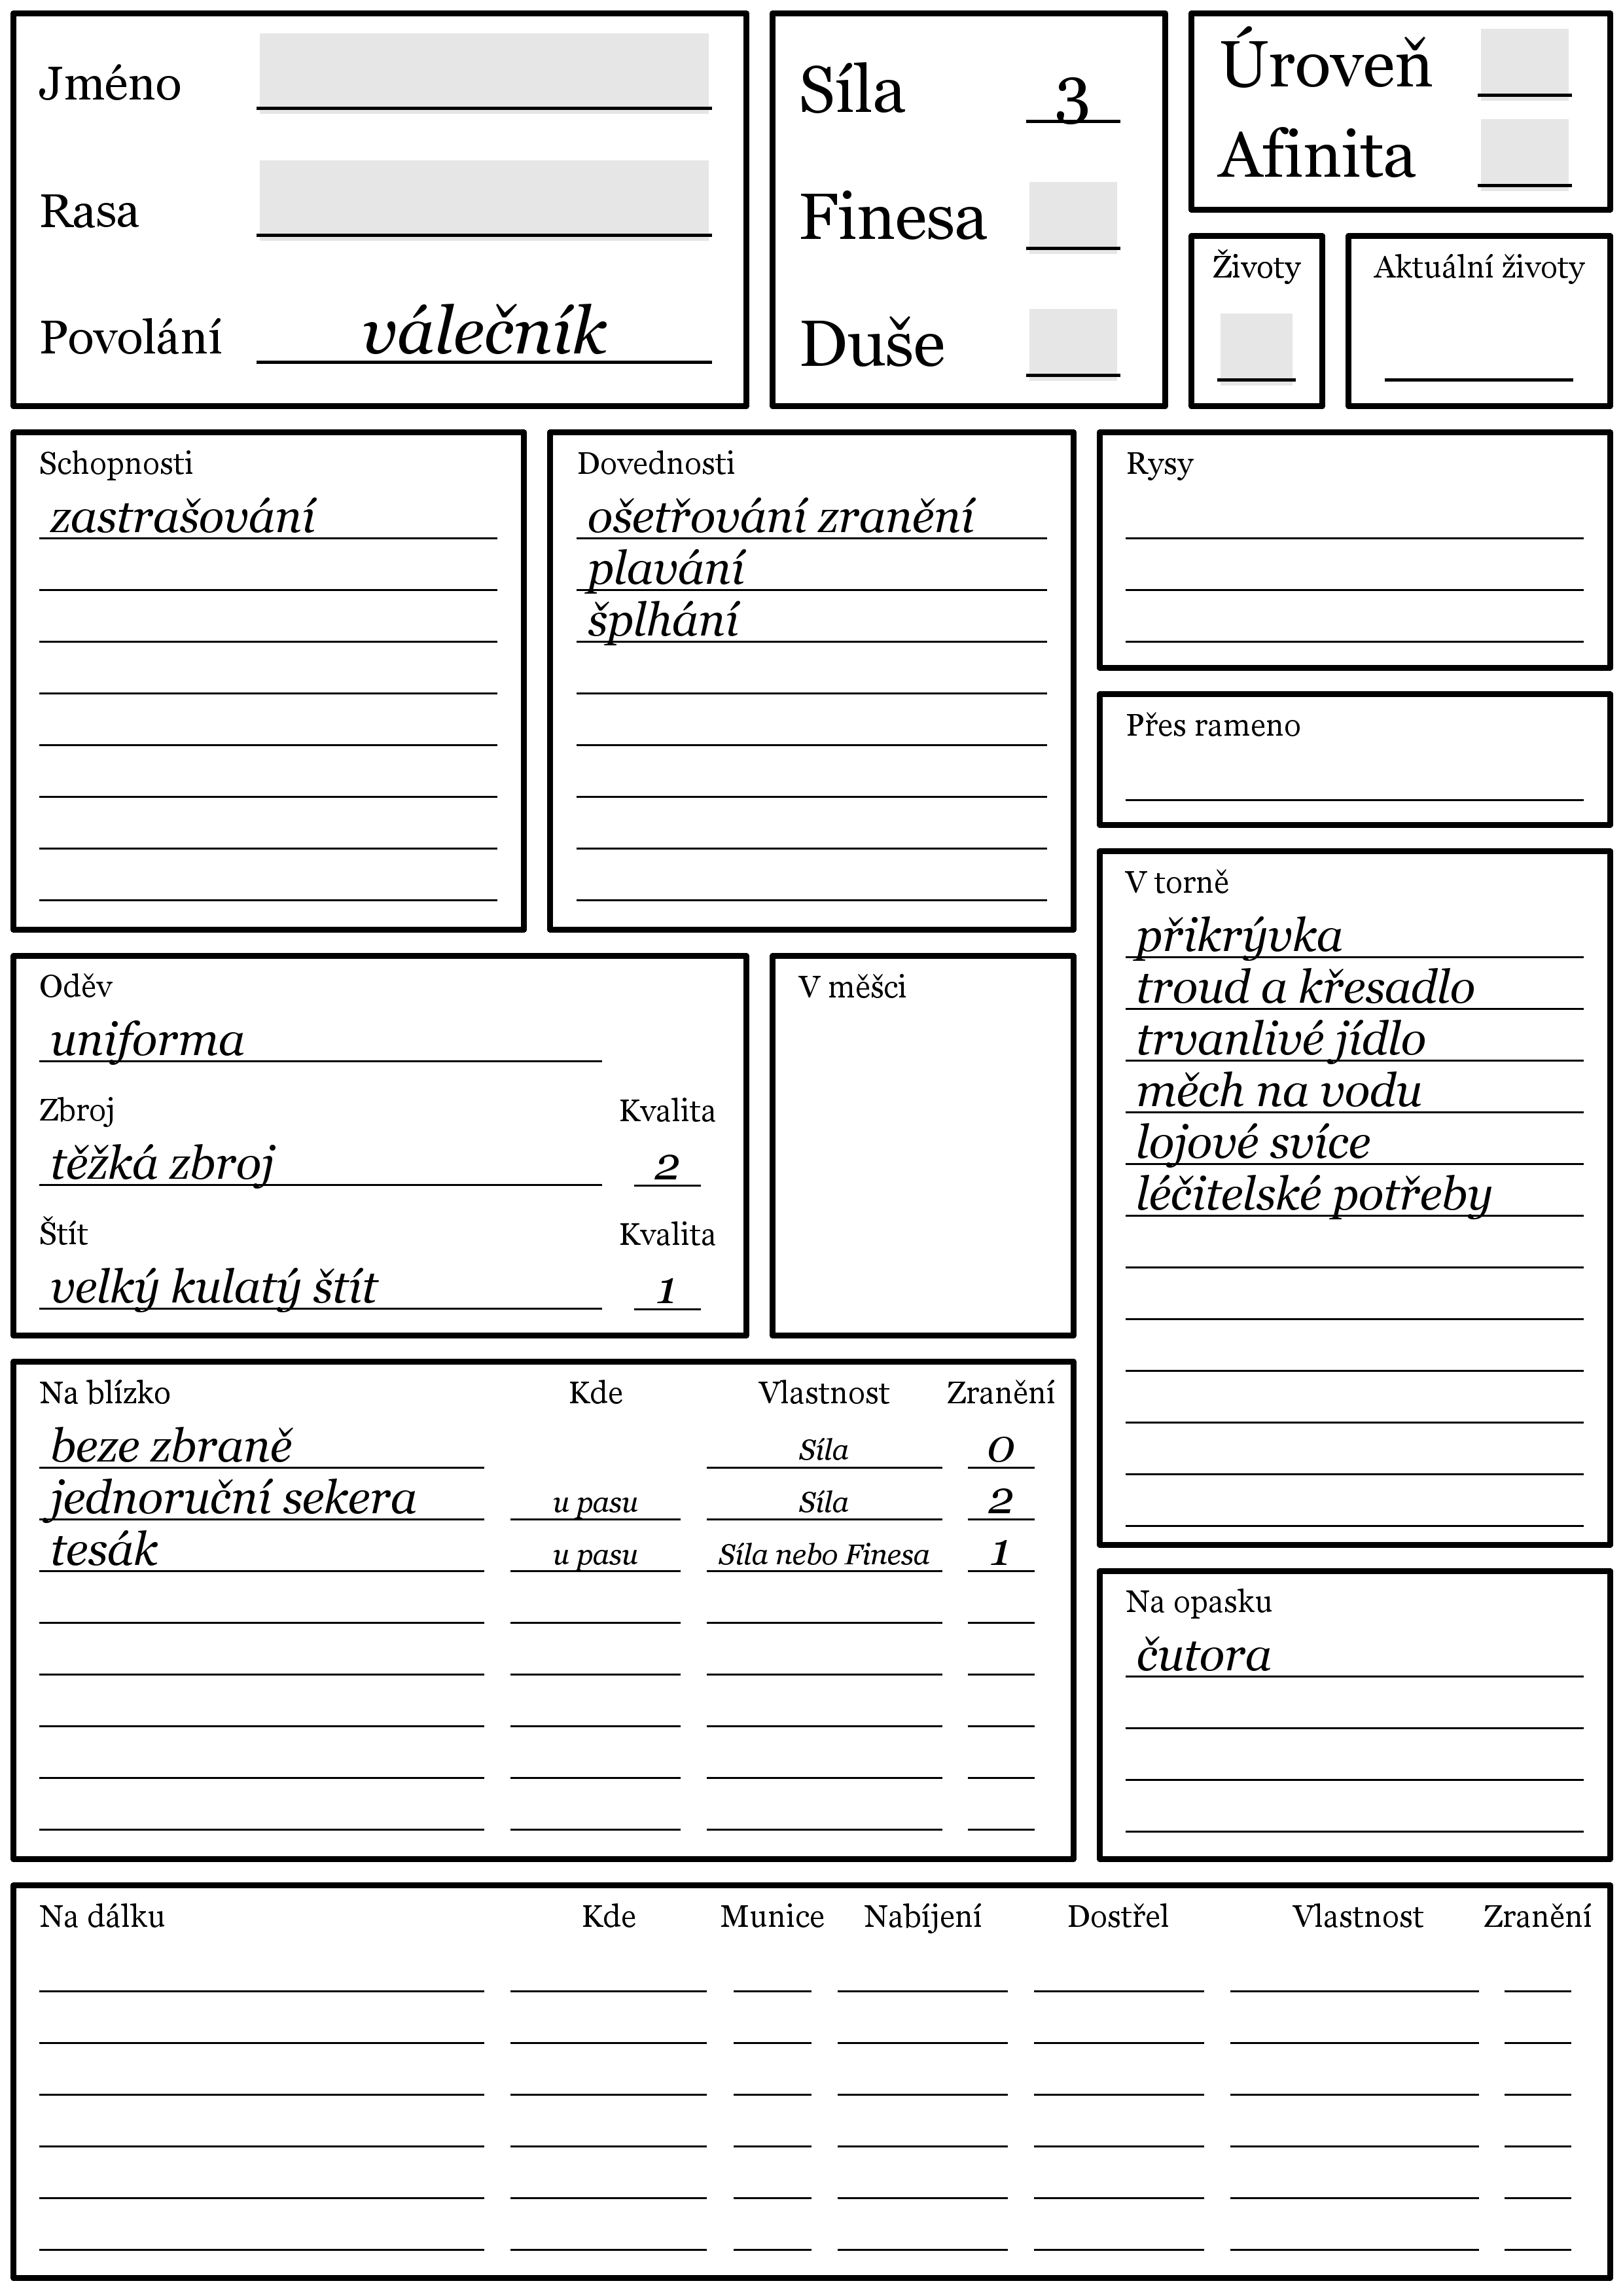 Jméno
Rasa
Povolání válečník
Síla 3
Finesa
Duše
Úroveň
Afinita
Životy
Aktuální životy
Schopnosti
zastrašování
Dovednosti
ošetřování zranění
plavání
šplhání
Rysy
Přes rameno
V torně
přikrývka
troud a křesadlo
trvanlivé jídlo
měch na vodu
lojové svíce
léčitelské potřeby
Oděv
uniforma
Zbroj Kvalita
těžká zbroj 2
Štít Kvalita
velký kulatý štít 1
V měšci
Na blízko Kde Vlastnost Zranění
beze zbraně Síla 0
jednoruční sekera u pasu Síla 2
tesák u pasu Síla nebo Finesa 1
Na opasku
čutora
Na dálku Kde Munice Nabíjení Dostřel Vlastnost Zranění